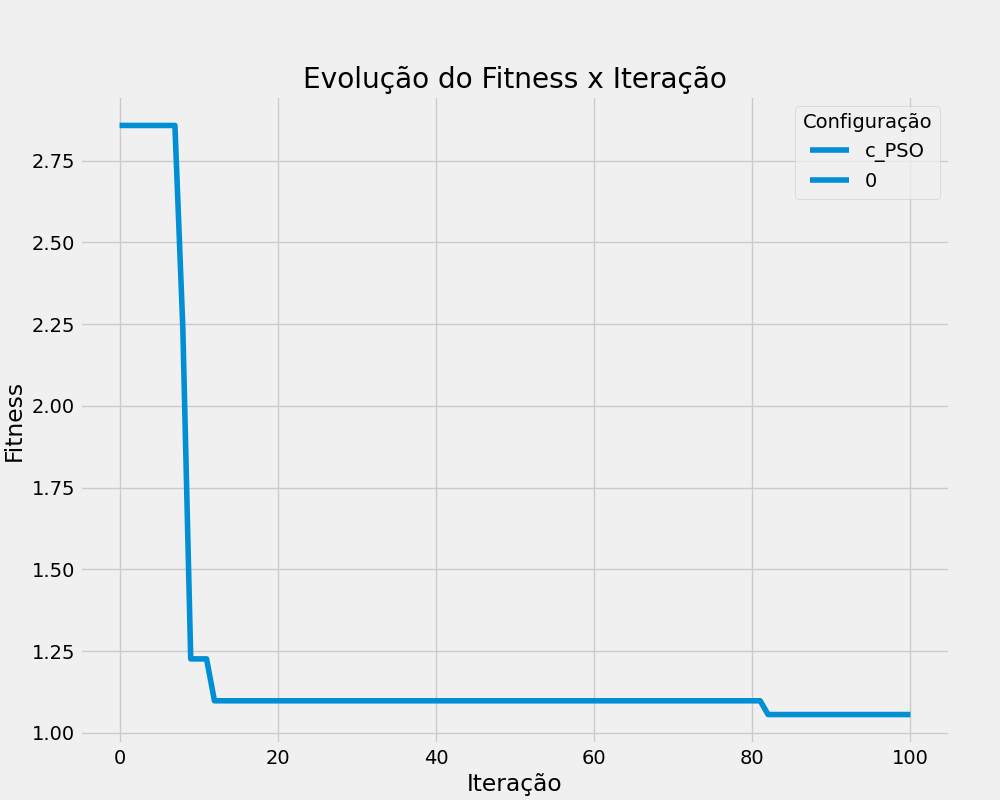 Evolução do Fitness x Iteração
Configuração
c_PSO
0
Fitness
2.75
2.50
2.25
2.00
1.75
1.50
1.25
1.00
0 20 40 60 80 100
Iteração